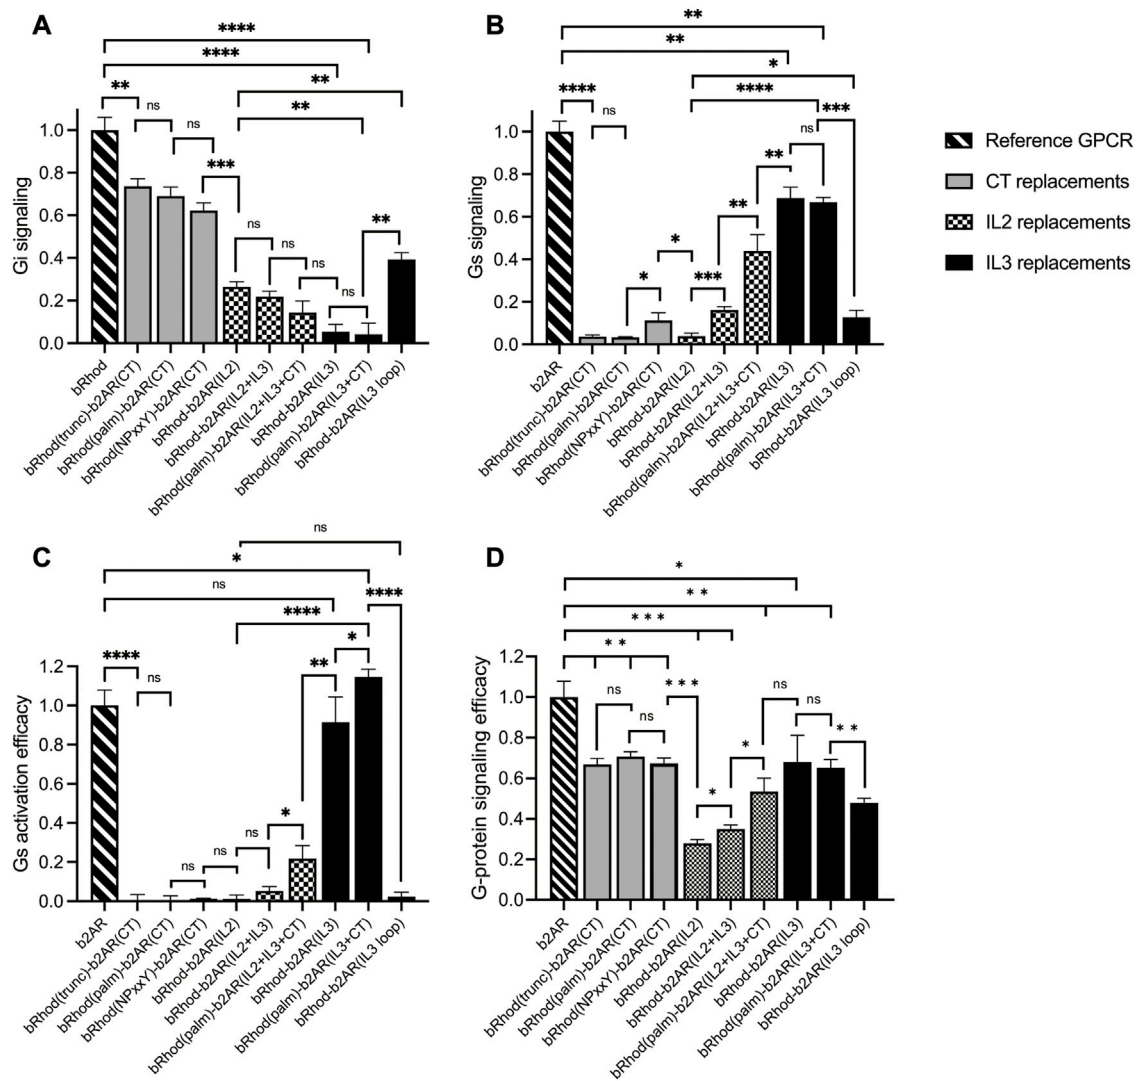 A
****
****
**
**
**
ns
ns
***
ns
ns
ns
ns
**
Gi signaling
1.0
0.8
0.6
0.4
0.2
0.0
bRhod
bRhod(trunc)-b2AR(CT)
bRhod(palm)-b2AR(CT)
bRhod(NPxxY)-b2AR(CT)
bRhod-b2AR(IL2)
bRhod-b2AR(IL2+IL3)
bRhod(palm)-b2AR(IL2+IL3+CT)
bRhod-b2AR(IL3)
bRhod(palm)-b2AR(IL3+CT)
bRhod-b2AR(IL3 loop)
B
**
**
*
****
****
ns
***
ns
**
**
*
***
*
Gs signaling
1.0
0.8
0.6
0.4
0.2
0.0
b2AR
bRhod(trunc)-b2AR(CT)
bRhod(palm)-b2AR(CT)
bRhod(NPxxY)-b2AR(CT)
bRhod-b2AR(IL2)
bRhod-b2AR(IL2+IL3)
bRhod(palm)-b2AR(IL2+IL3+CT)
bRhod-b2AR(IL3)
bRhod(palm)-b2AR(IL3+CT)
bRhod-b2AR(IL3 loop)
Reference GPCR
CT replacements
IL2 replacements
IL3 replacements
C
ns
*
ns
****
****
*
****
ns
**
*
ns
ns
ns
Gs activation efficacy
1.2
1.0
0.8
0.6
0.4
0.2
0.0
b2AR
bRhod(trunc)-b2AR(CT)
bRhod(palm)-b2AR(CT)
bRhod(NPxxY)-b2AR(CT)
bRhod-b2AR(IL2)
bRhod-b2AR(IL2+IL3)
bRhod(palm)-b2AR(IL2+IL3+CT)
bRhod-b2AR(IL3)
bRhod(palm)-b2AR(IL3+CT)
bRhod-b2AR(IL3 loop)
D
*
**
***
**
***
ns
ns
ns
ns
**
*
*
G-protein signaling efficacy
1.2
1.0
0.8
0.6
0.4
0.2
0.0
b2AR
bRhod(trunc)-b2AR(CT)
bRhod(palm)-b2AR(CT)
bRhod(NPxxY)-b2AR(CT)
bRhod-b2AR(IL2)
bRhod-b2AR(IL2+IL3)
bRhod(palm)-b2AR(IL2+IL3+CT)
bRhod-b2AR(IL3)
bRhod(palm)-b2AR(IL3+CT)
bRhod-b2AR(IL3 loop)